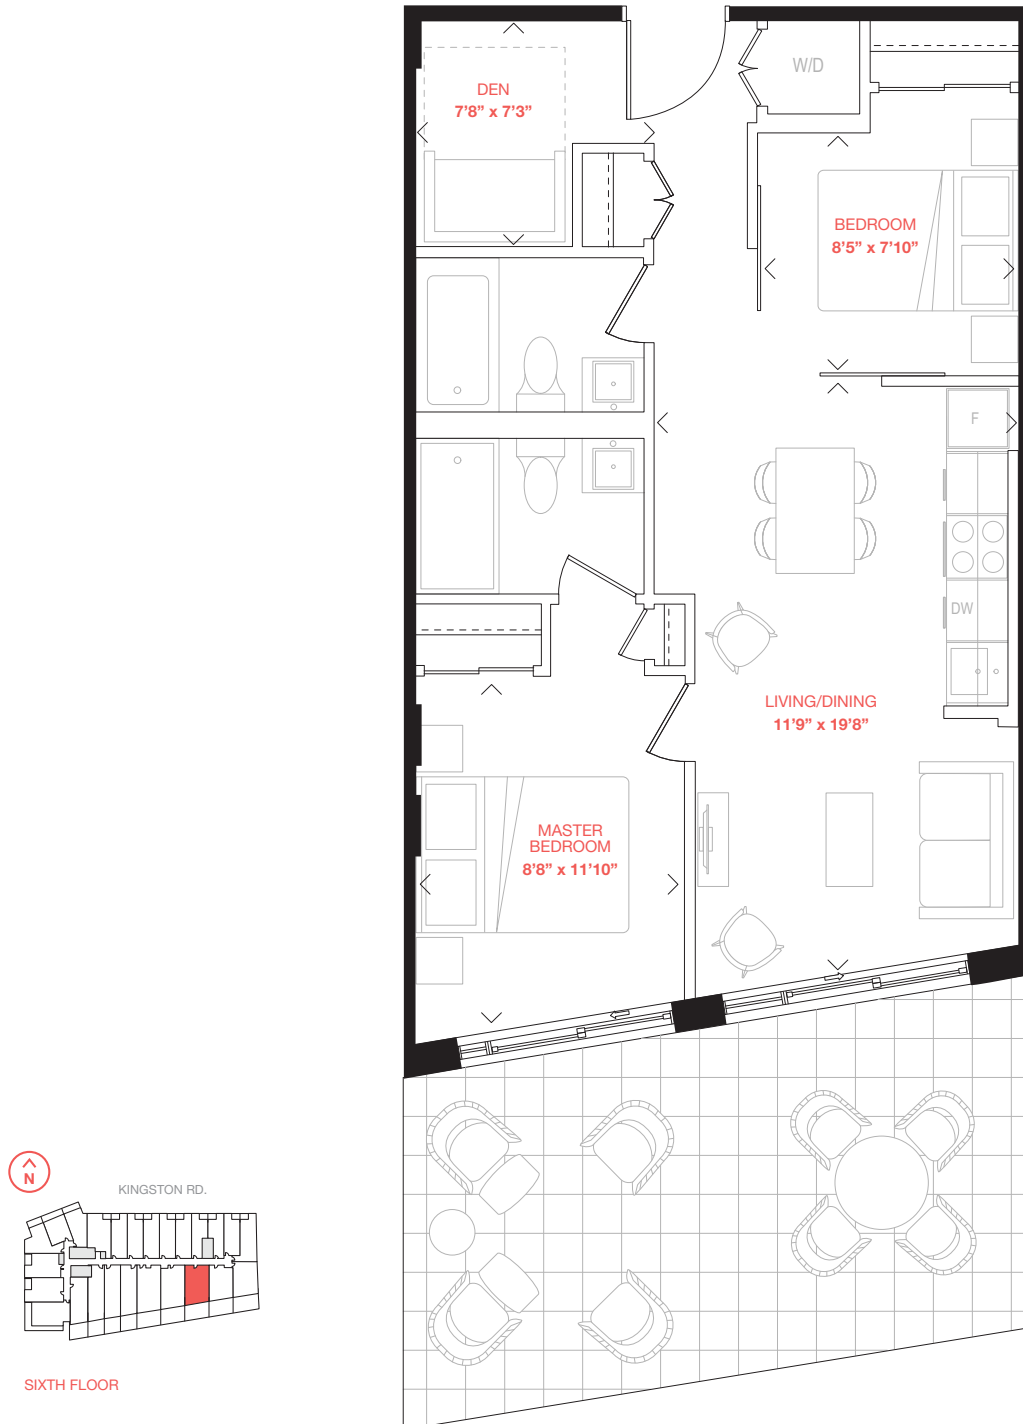 DEN
7’8” x 7’3”
W/D
BEDROOM
8’5” x 7’10”
F
DW
LIVING/DINING
11’9” x 19’8”
MASTER
BEDROOM
8’8” x 11’10”
N
KINGSTON RD.
SIXTH FLOOR